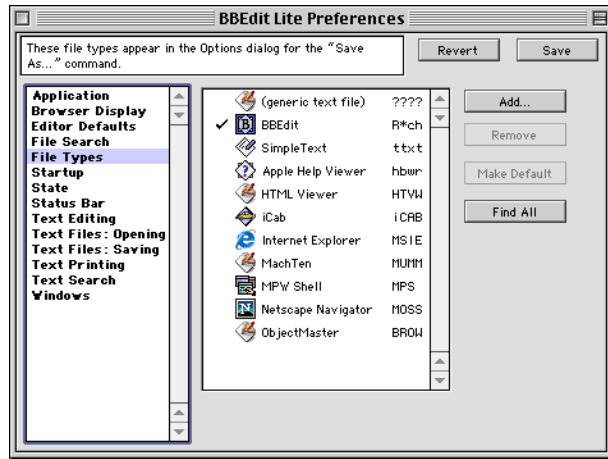 BBEdit Lite Preferences
These file types appear in the Options dialog for the "Save
As..." command.
Revert
Save
Application
Browser Display
Editor Defaults
File Search
File Types
Startup
State
Status Bar
Text Editing
Text Files: Opening
Text Files: Saving
Text Printing
Text Search
Windows
(generic text file) ????
✓ BBEdit R*ch
SimpleText ttxt
Apple Help Viewer hbwr
HTML Viewer HTVW
iCab iCAB
Internet Explorer MSIE
MachTen MUMM
MPW Shell MPS
Netscape Navigator MOSS
ObjectMaster BROW
Add...
Remove
Make Default
Find All